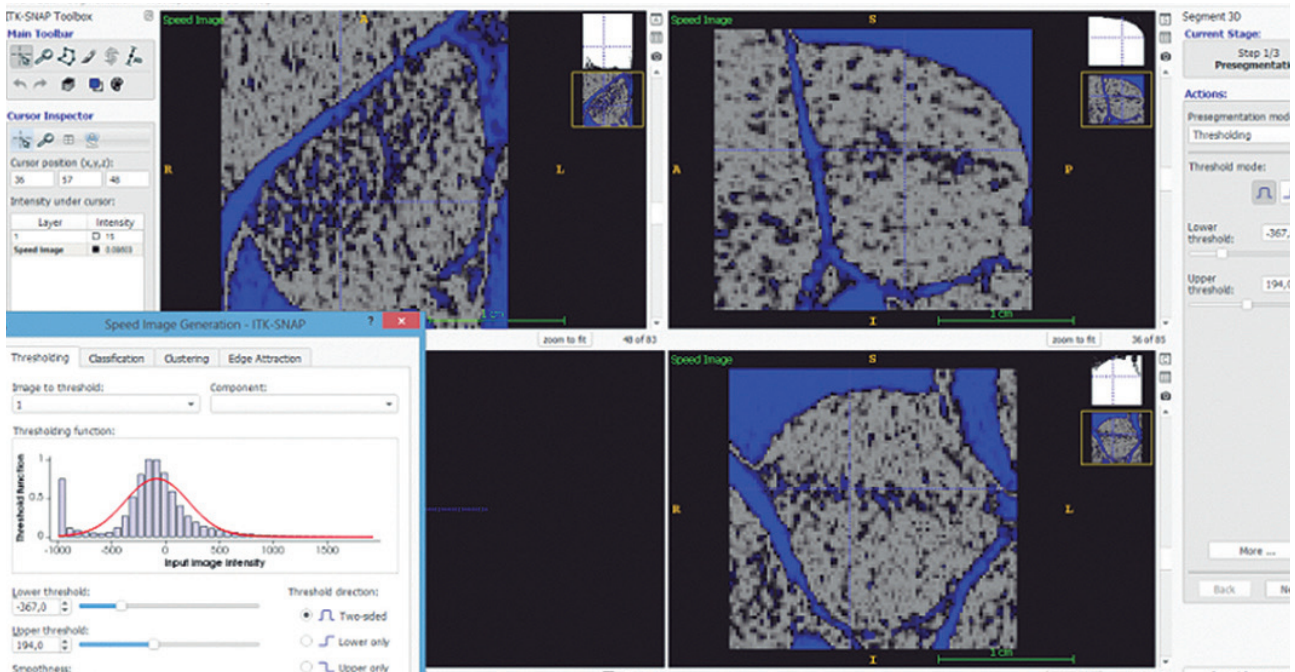 ITK-SNAP Toolbox
Main Toolbar
Cursor Inspector
Cursor position (x,y,z):
36 57 48
Intensity under cursor:
Layer Intensity
1 15
Speed Image
Speed Image
A
R
L
1 cm
zoom to fit
48 of 83
Speed Image
S
A
P
I
1 cm
zoom to fit
36 of 85
Speed Image
S
R
L
I
1 cm
Segment 3D
Current Stage:
Step 1/3
Presegmentati
Actions:
Presegmentation mod
Thresholding
Threshold mode:
Lower
threshold:
-367,
Upper
threshold:
194,0
More ...
Back
Speed Image Generation - ITK-SNAP
?
Thresholding Classification Clustering Edge Attraction
Image to threshold: Component:
1
Thresholding function:
Threshold function
1
0.5
0
-1000 -500 0 500 1000 1500
Input image intensity
Lower threshold:
-367,0
Upper threshold:
194,0
Smoothness:
Threshold direction:
Two-sided
Lower only
Upper only